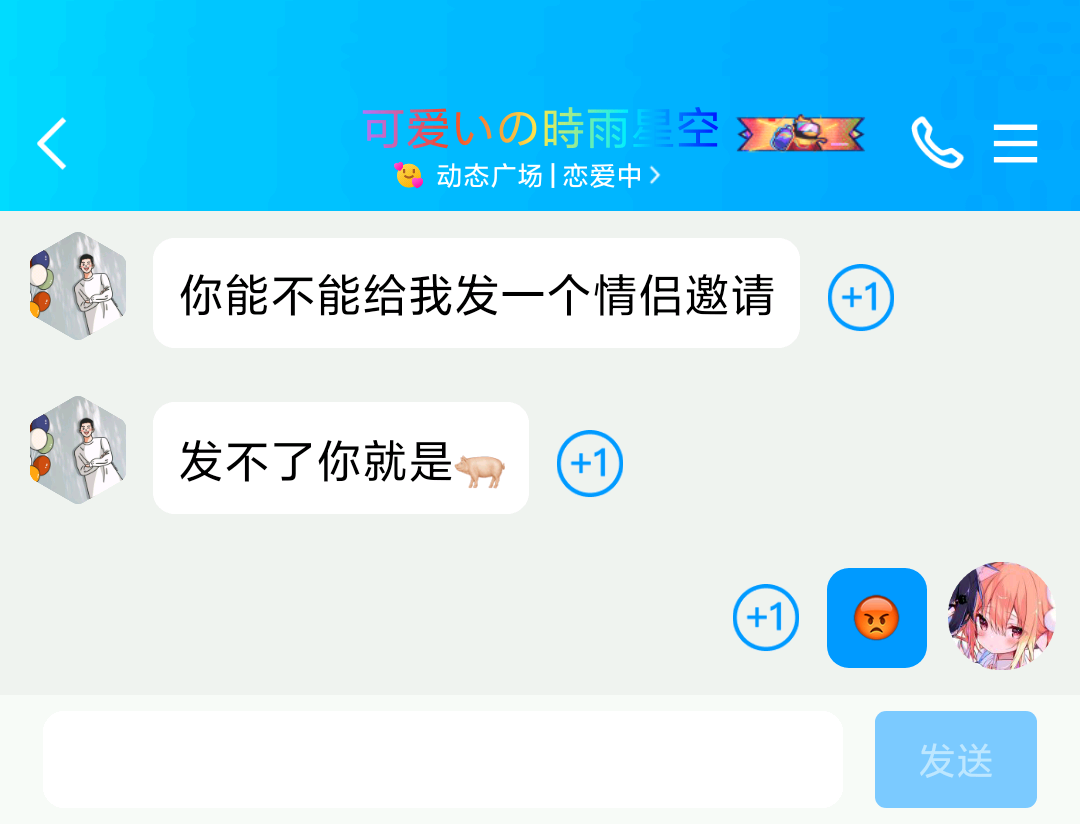 可爱いの時雨星空
🥰 动态广场 | 恋爱中 >
你能不能给我发一个情侣邀请
+1
发不了你就是🐖
+1
+1
😡
发送